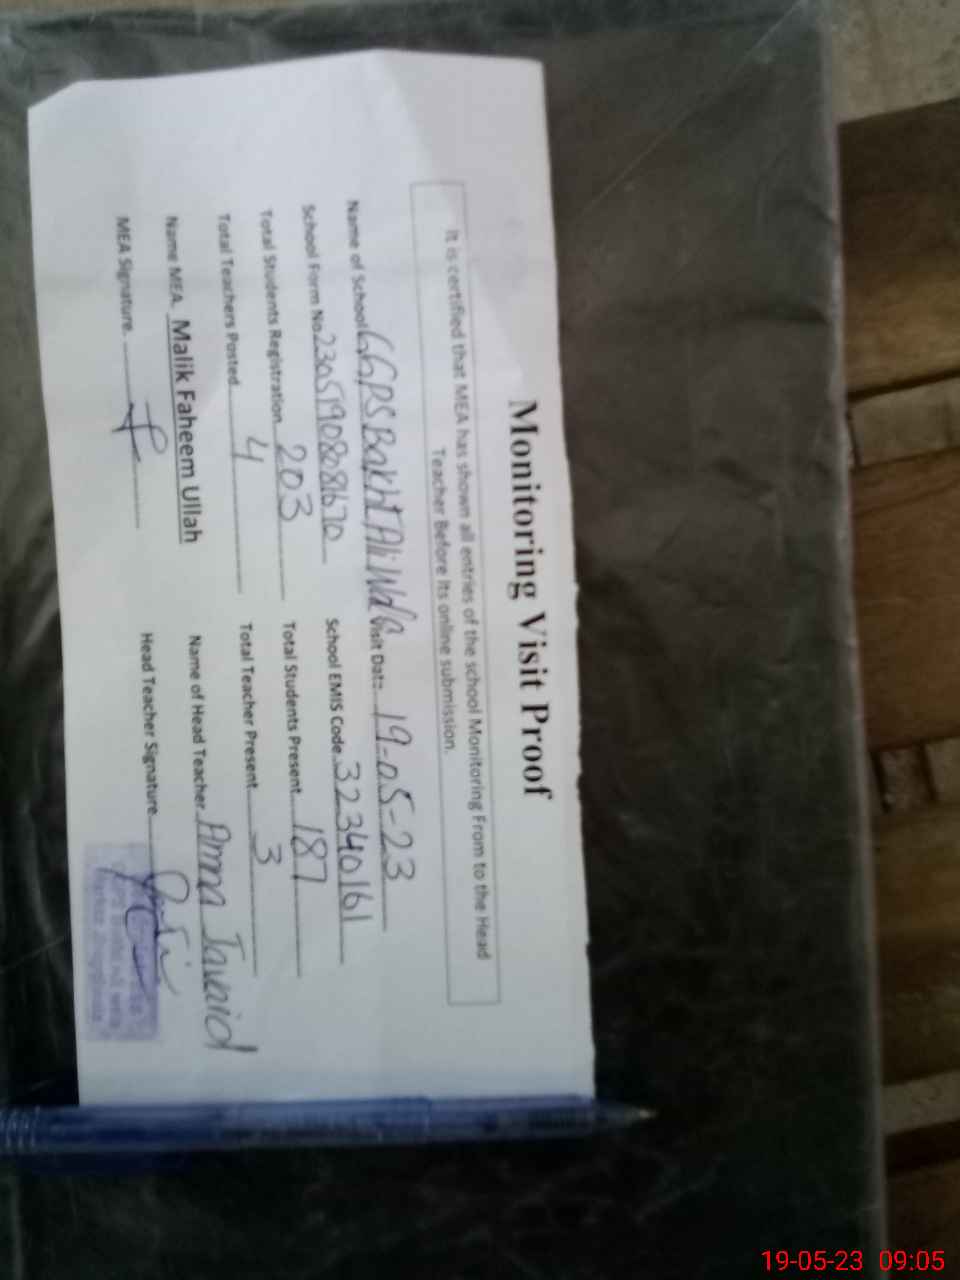 Monitoring Visit Proof
It is certified that MEA has shown all entries of the school Monitoring From to the Head
Teacher Before its online submission.
Name of School GGPS Bakht Ali Wala Visit Date 19-05-23
School Form No. 23051908081670 School EMIS Code 32340161
Total Students Registration 203 Total Students Present 187
Total Teachers Posted 4 Total Teacher Present 3
Name MEA. Malik Faheem Ullah Name of Head Teacher Javaid
MEA Signature. Head Teacher Signature
19-05-23 09:05